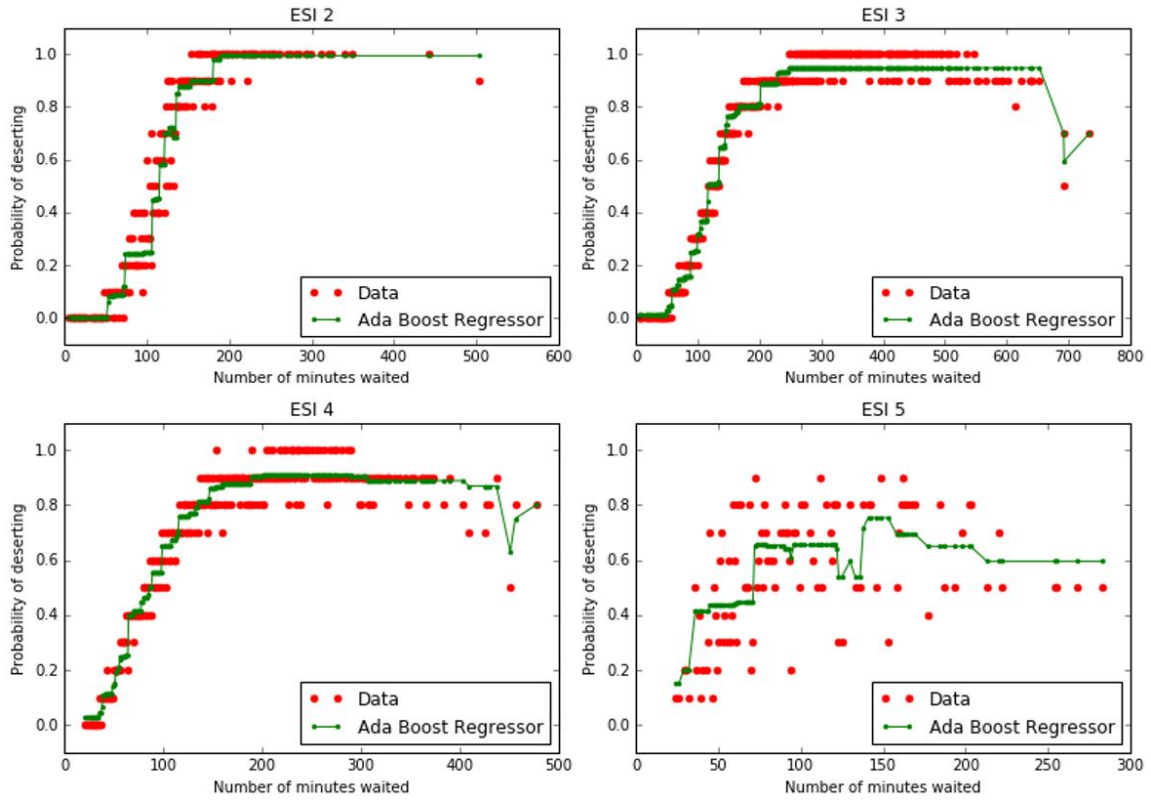 ESI 2
1.0
0.8
0.6
0.4
0.2
0.0
Probability of deserting
Data
Ada Boost Regressor
0 100 200 300 400 500 600
Number of minutes waited
ESI 3
1.0
0.8
0.6
0.4
0.2
0.0
Probability of deserting
Data
Ada Boost Regressor
0 100 200 300 400 500 600 700 800
Number of minutes waited
ESI 4
1.0
0.8
0.6
0.4
0.2
0.0
Probability of deserting
Data
Ada Boost Regressor
0 100 200 300 400 500
Number of minutes waited
ESI 5
1.0
0.8
0.6
0.4
0.2
0.0
Probability of deserting
Data
Ada Boost Regressor
0 50 100 150 200 250 300
Number of minutes waited